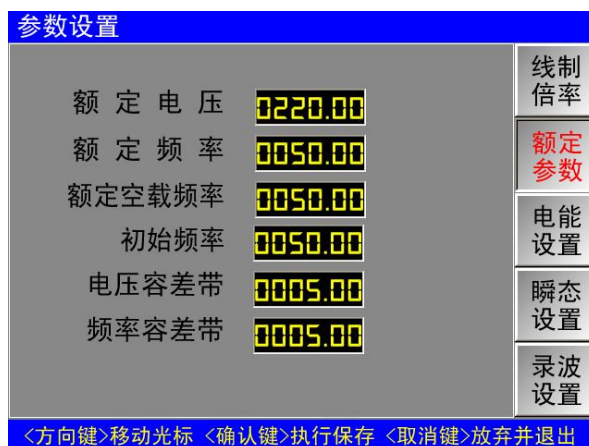 参数设置
额定电压 0220.00
额定频率 0050.00
额定空载频率 0050.00
初始频率 0050.00
电压容差带 0005.00
频率容差带 0005.00
线制
倍率
额定
参数
电能
设置
瞬态
设置
录波
设置
<方向键>移动光标 <确认键>执行保存 <取消键>放弃并退出